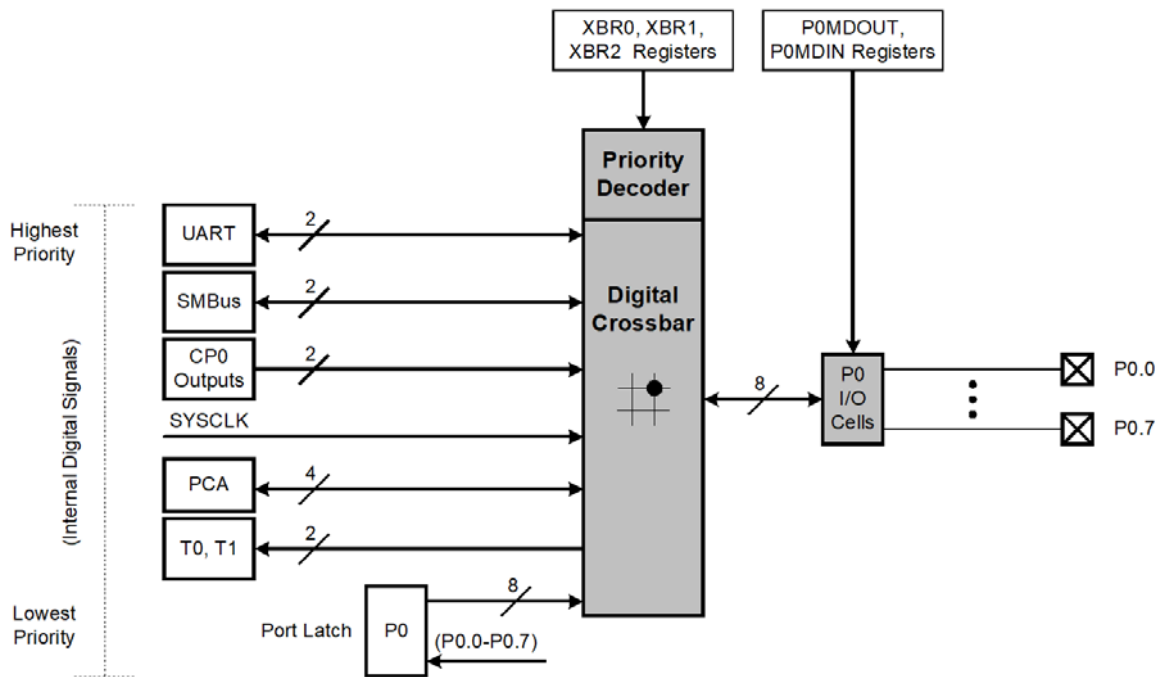 XBR0, XBR1,
XBR2 Registers
P0MDOUT,
P0MDIN Registers
Priority
Decoder
Highest
Priority
UART
2
SMBus
2
Digital
Crossbar
CP0
Outputs
2
SYSCLK
(Internal Digital Signals)
PCA
4
T0, T1
2
8
P0
I/O
Cells
P0.0
P0.7
Lowest
Priority
Port Latch
P0
8
(P0.0-P0.7)